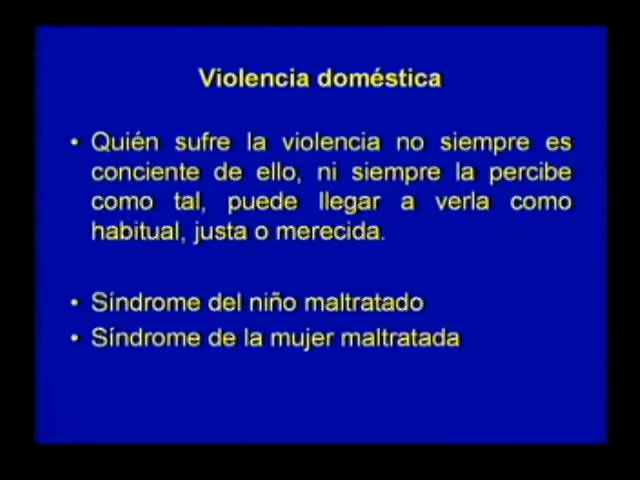 Violencia doméstica
• Quién sufre la violencia no siempre es
conciente de ello, ni siempre la percibe
como tal, puede llegar a verla como
habitual, justa o merecida.
• Síndrome del niño maltratado
• Síndrome de la mujer maltratada